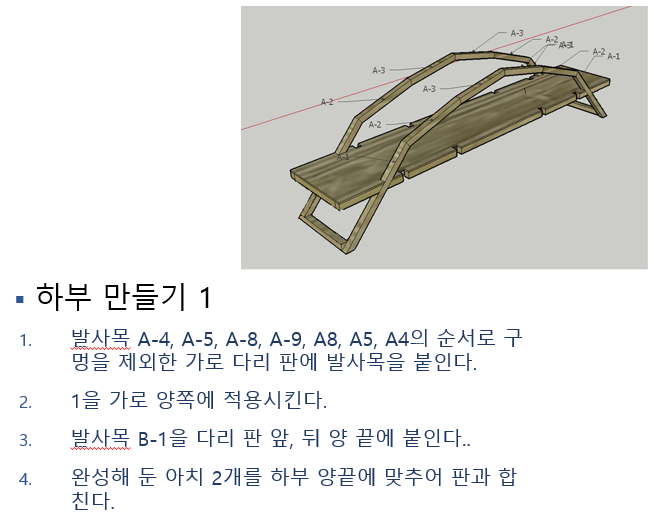 A-3
A-2
A-3
A-2
A-1
A-3
A-2
A-2
A-1
▪ 하부 만들기 1
1. 발사목 A-4, A-5, A-8, A-9, A8, A5, A4의 순서로 구
멍을 제외한 가로 다리 판에 발사목을 붙인다.
2. 1을 가로 양쪽에 적용시킨다.
3. 발사목 B-1을 다리 판 앞, 뒤 양 끝에 붙인다..
4. 완성해 둔 아치 2개를 하부 양끝에 맞추어 판과 합
친다.